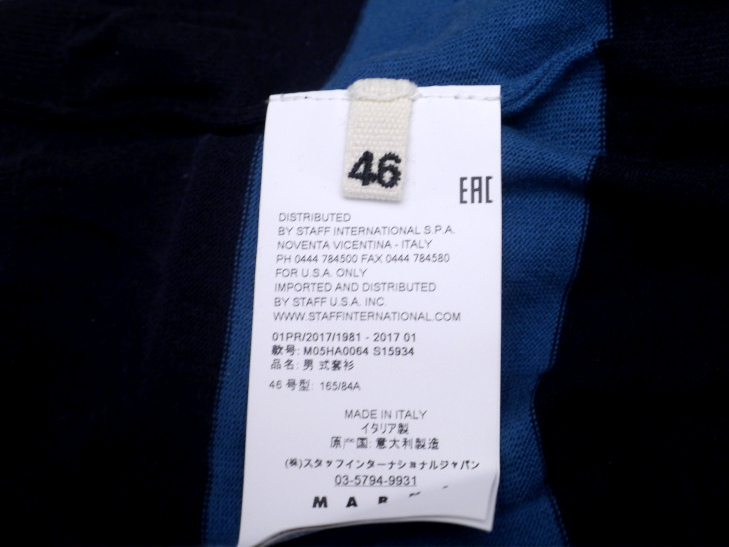 46
EAC
DISTRIBUTED
BY STAFF INTERNATIONAL S.P.A.
NOVENTA VICENTINA - ITALY
PH 0444 784500 FAX 0444 784580
FOR U.S.A. ONLY
IMPORTED AND DISTRIBUTED
BY STAFF U.S.A. INC.
WWW.STAFFINTERNATIONAL.COM
01PR/2017/1981 - 2017 01
款号: M05HA0064 S15934
品名: 男式套衫
46 号型: 165/84A
MADE IN ITALY
イタリア製
原产国: 意大利製造
(株)スタッフインターナショナルジャパン
03-5794-9931